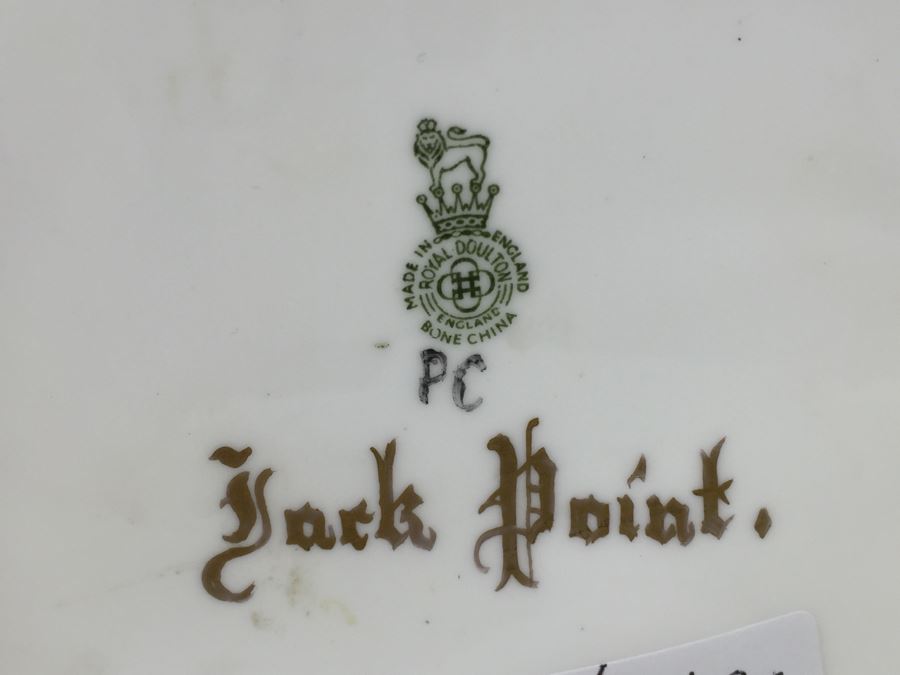 MADE IN ENGLAND
ROYAL DOULTON
ENGLAND
BONE CHINA
PC
Jack Point.